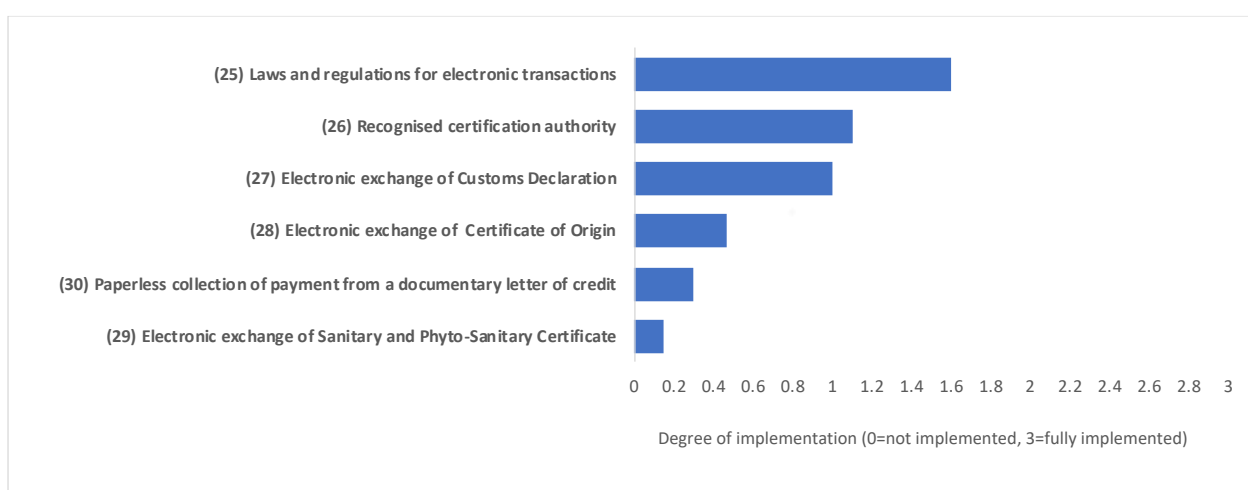 (25) Laws and regulations for electronic transactions
(26) Recognised certification authority
(27) Electronic exchange of Customs Declaration
(28) Electronic exchange of Certificate of Origin
(30) Paperless collection of payment from a documentary letter of credit
(29) Electronic exchange of Sanitary and Phyto-Sanitary Certificate
0 0.2 0.4 0.6 0.8 1 1.2 1.4 1.6 1.8 2 2.2 2.4 2.6 2.8 3
Degree of implementation (0=not implemented, 3=fully implemented)